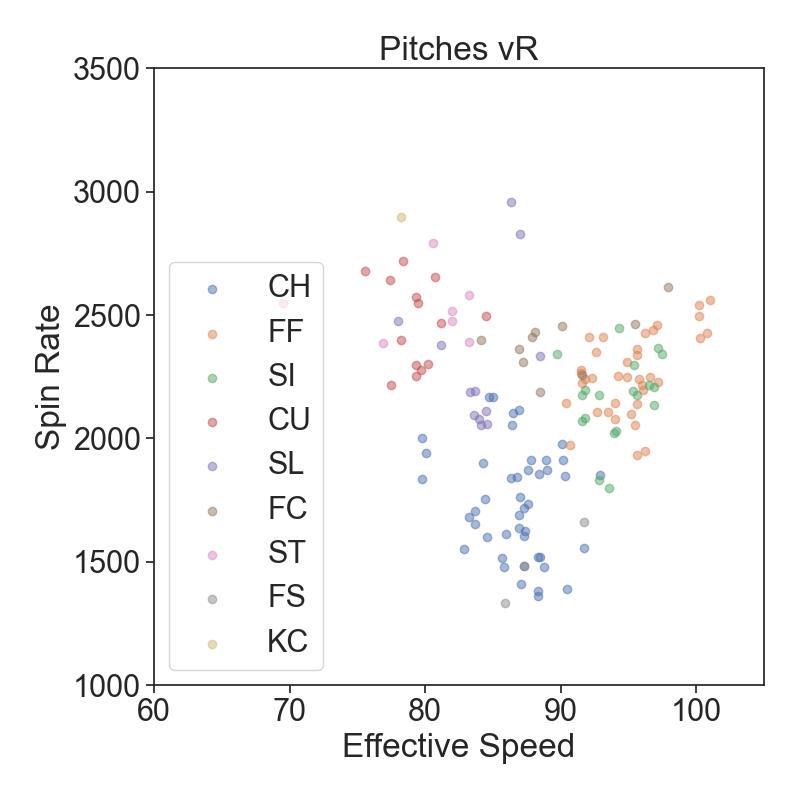 Pitches vR
3500
3000
2500
2000
1500
1000
Spin Rate
CH
FF
SI
CU
SL
FC
ST
FS
KC
60 70 80 90 100
Effective Speed